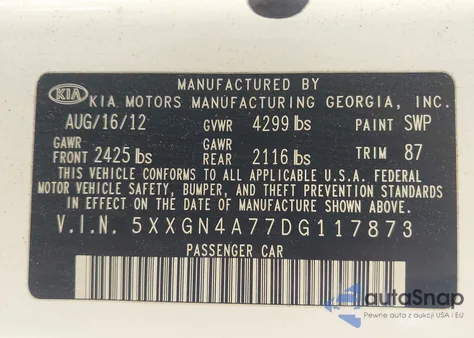 MANUFACTURED BY
KIA KIA MOTORS MANUFACTURING GEORGIA, INC.
AUG/16/12 GVWR 4299 lbs PAINT SWP
GAWR FRONT 2425 lbs GAWR REAR 2116 lbs TRIM 87
THIS VEHICLE CONFORMS TO ALL APPLICABLE U.S.A. FEDERAL
MOTOR VEHICLE SAFETY, BUMPER, AND THEFT PREVENTION STANDARDS
IN EFFECT ON THE DATE OF MANUFACTURE SHOWN ABOVE.
V.I.N. 5XXGN4A77DG117873
PASSENGER CAR
autoSnap
Pewne auta z aukcji USA i EU